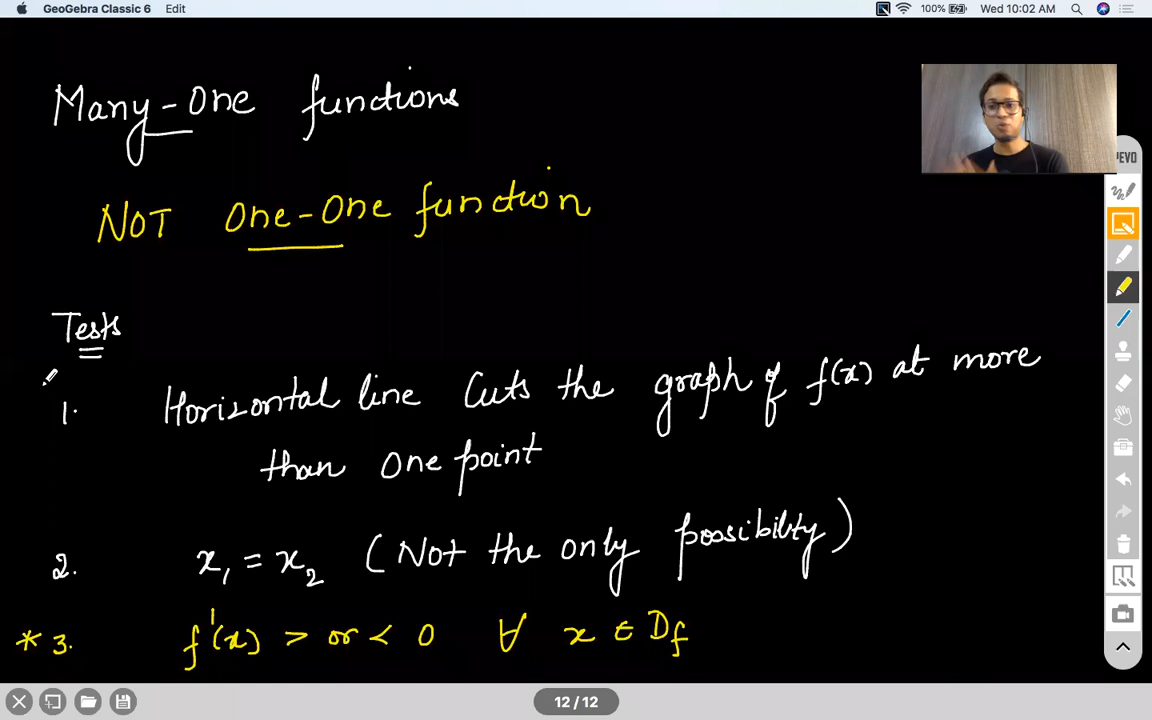 GeoGebra Classic 6 Edit 100% Wed 10:02 AM
Many-One functions
NOT One-One function
Tests
1. Horizontal line cuts the graph of f(x) at more
than one point
2. x₁ = x₂ (Not the only possibility)
* 3. f'(x) > or < 0 ∀ x ∈ Df
12 / 12